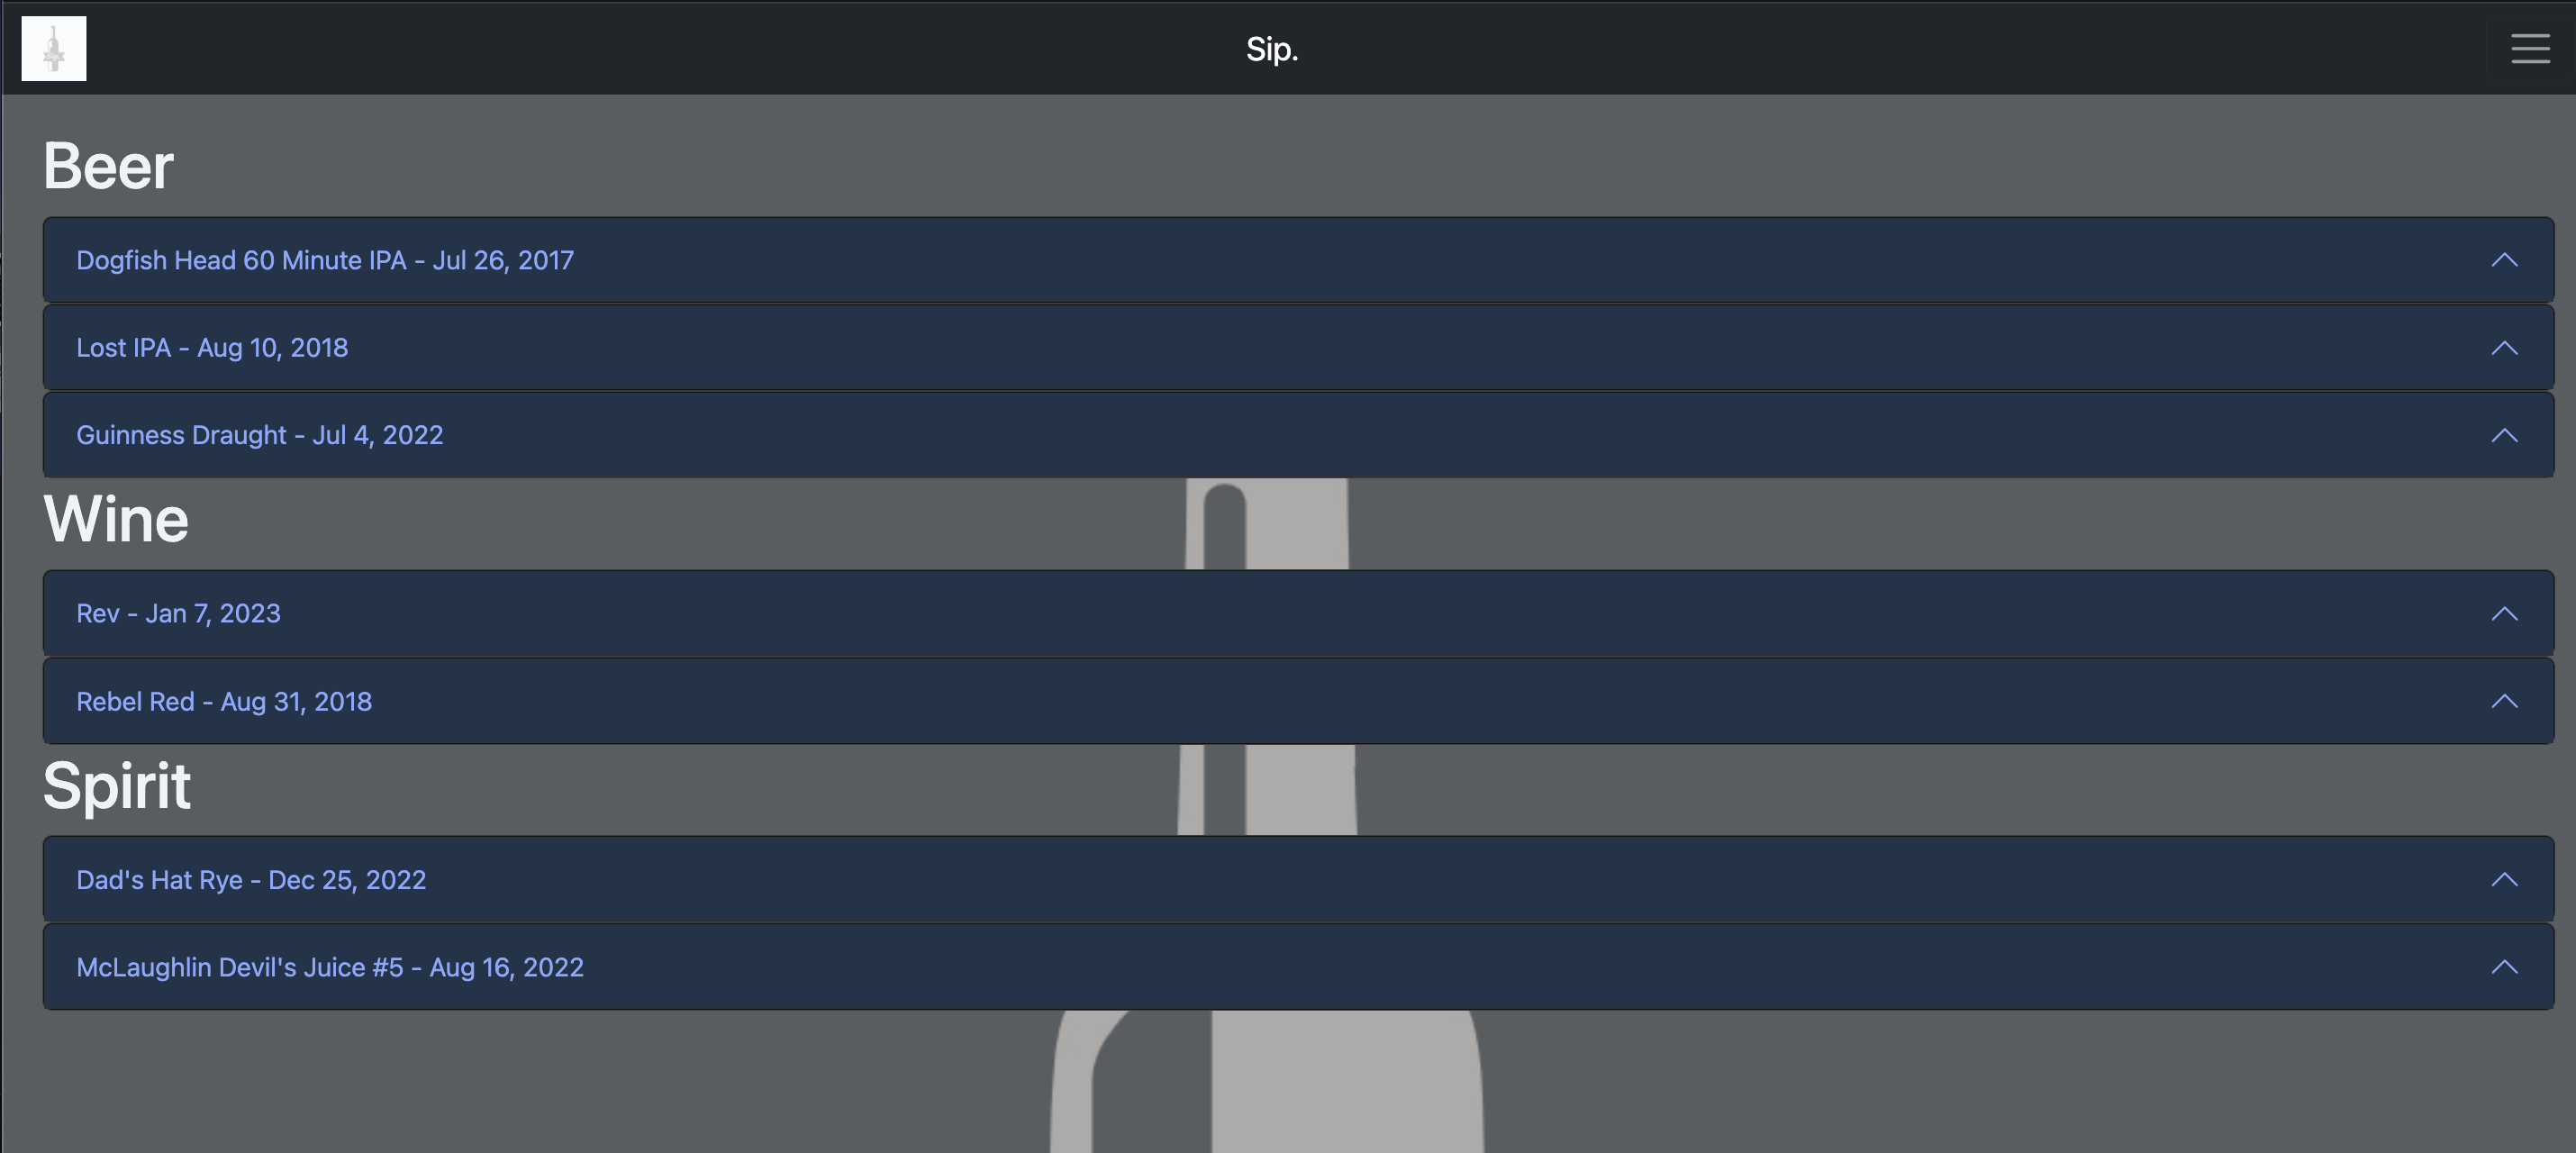 Sip.
Beer
Dogfish Head 60 Minute IPA - Jul 26, 2017
Lost IPA - Aug 10, 2018
Guinness Draught - Jul 4, 2022
Wine
Rev - Jan 7, 2023
Rebel Red - Aug 31, 2018
Spirit
Dad's Hat Rye - Dec 25, 2022
McLaughlin Devil's Juice #5 - Aug 16, 2022